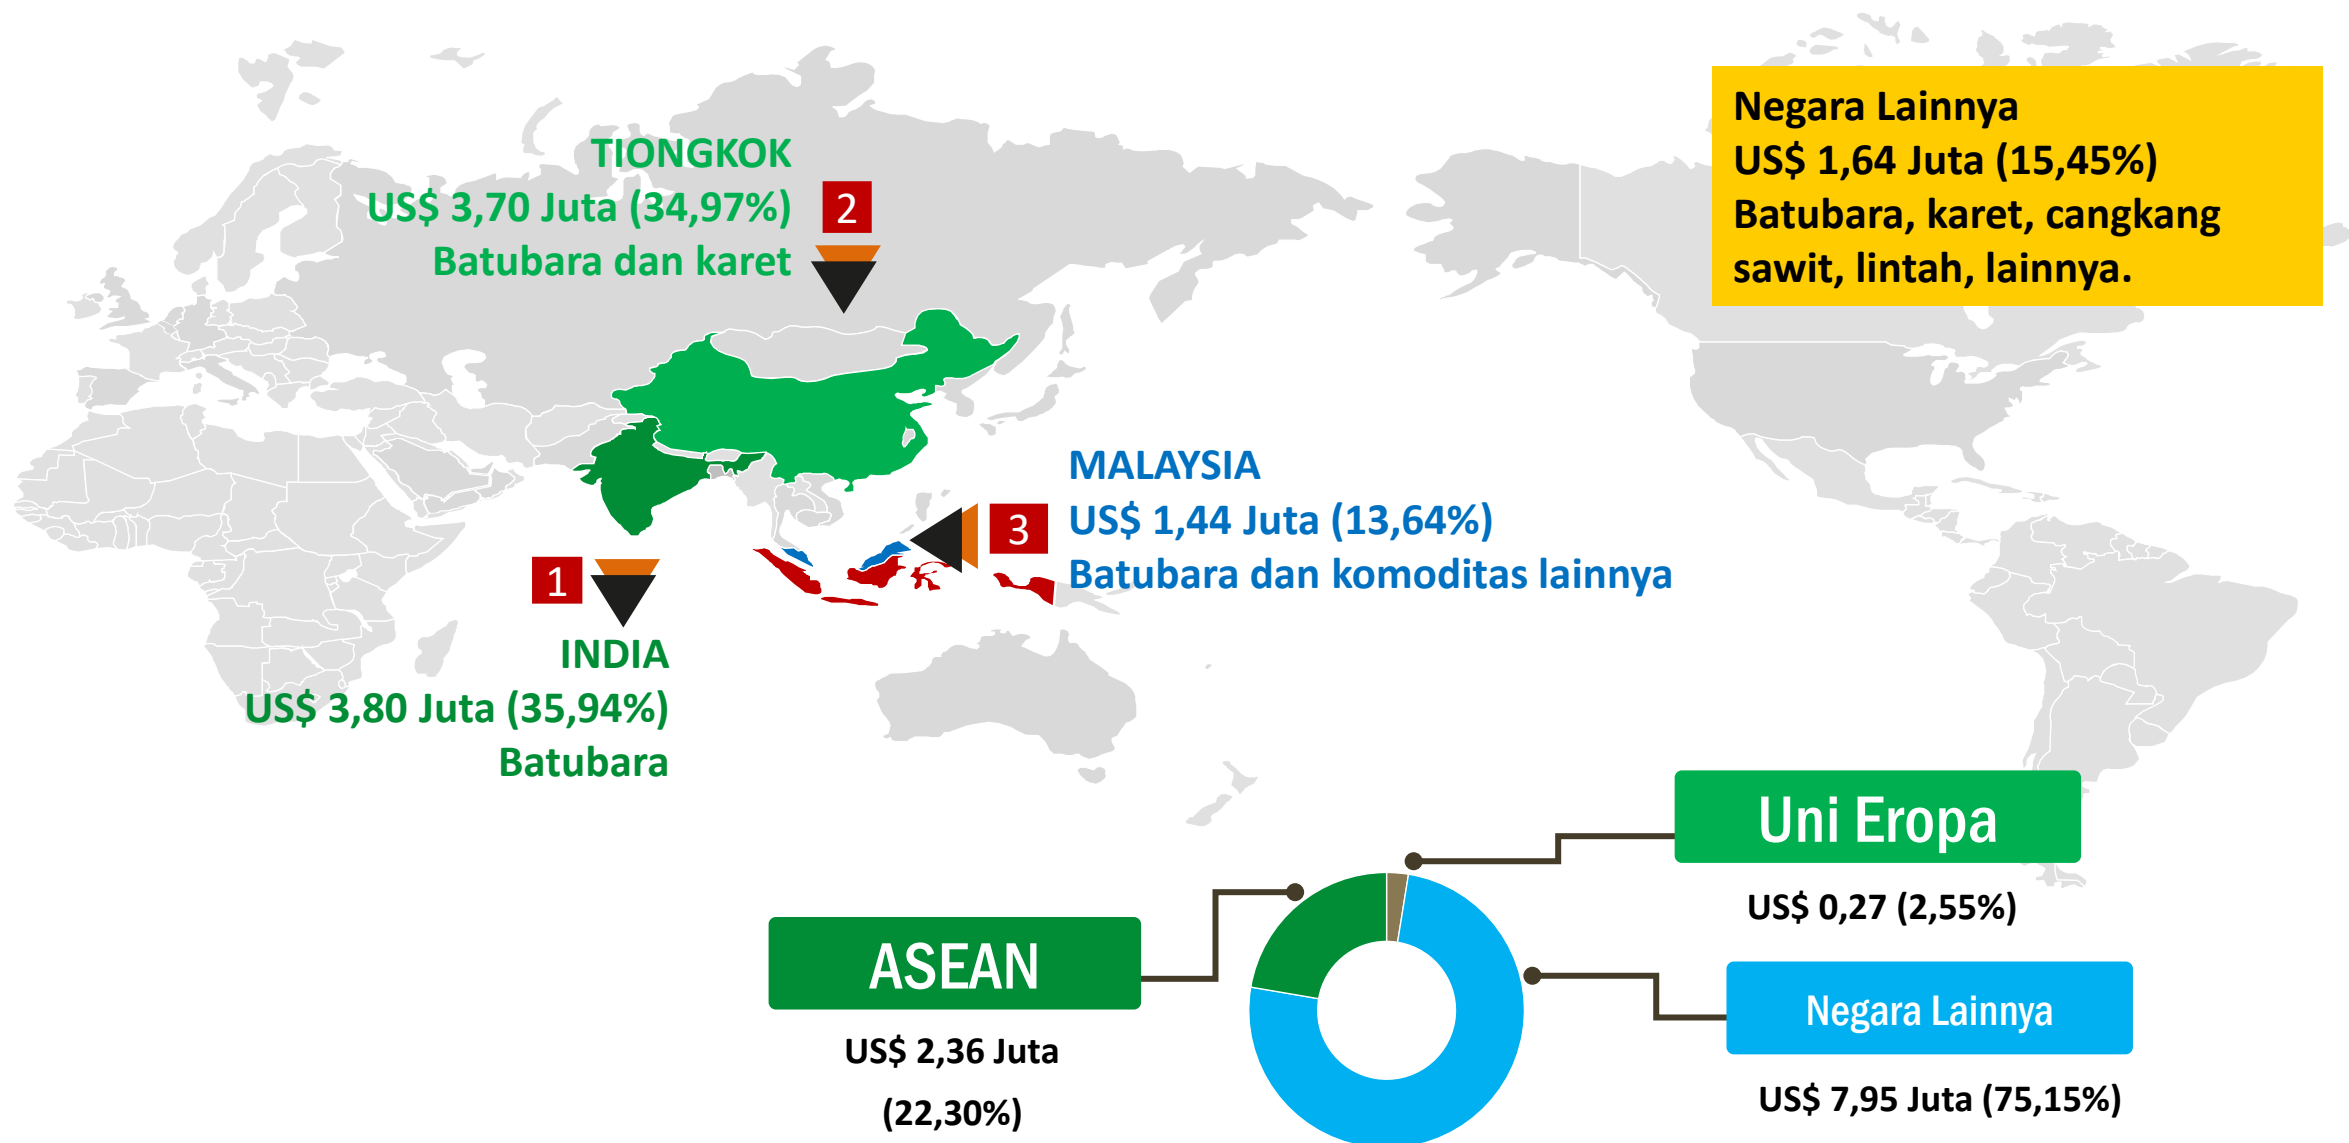 TIONGKOK
US$ 3,70 Juta (34,97%)
Batubara dan karet
2
Negara Lainnya
US$ 1,64 Juta (15,45%)
Batubara, karet, cangkang
sawit, lintah, lainnya.
MALAYSIA
US$ 1,44 Juta (13,64%)
Batubara dan komoditas lainnya
3
1
INDIA
US$ 3,80 Juta (35,94%)
Batubara
Uni Eropa
US$ 0,27 (2,55%)
ASEAN
US$ 2,36 Juta
(22,30%)
Negara Lainnya
US$ 7,95 Juta (75,15%)